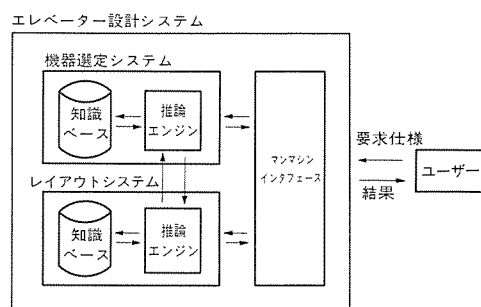 エレベーター設計システム
機器選定システム
知識
ベース
推論
エンジン
マンマシン
インタフェース
要求仕様
ユーザー
結果
レイアウトシステム
知識
ベース
推論
エンジン